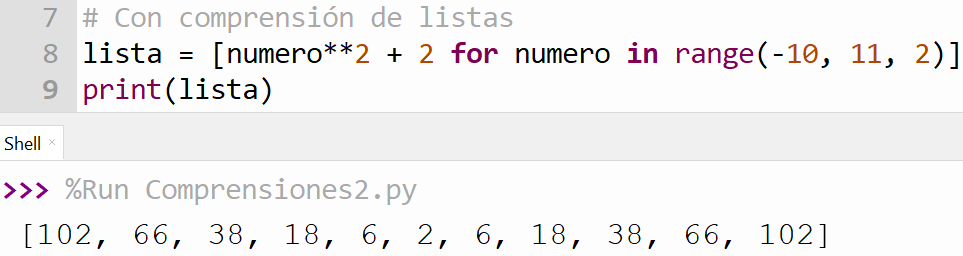 7 # Con comprensión de listas
8 lista = [numero**2 + 2 for numero in range(-10, 11, 2)]
9 print(lista)
Shell ×
>>> %Run Comprensiones2.py
[102, 66, 38, 18, 6, 2, 6, 18, 38, 66, 102]